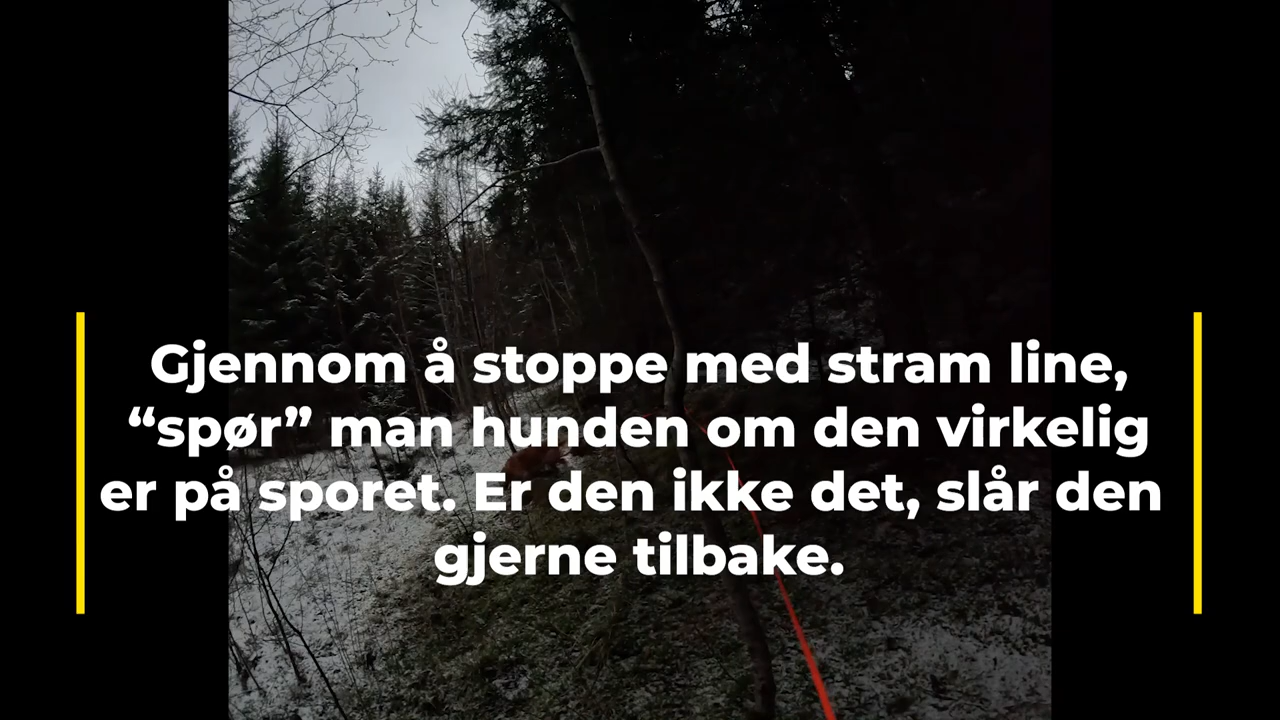 Gjennom å stoppe med stram line,
“spør” man hunden om den virkelig
er på sporet. Er den ikke det, slår den
gjerne tilbake.